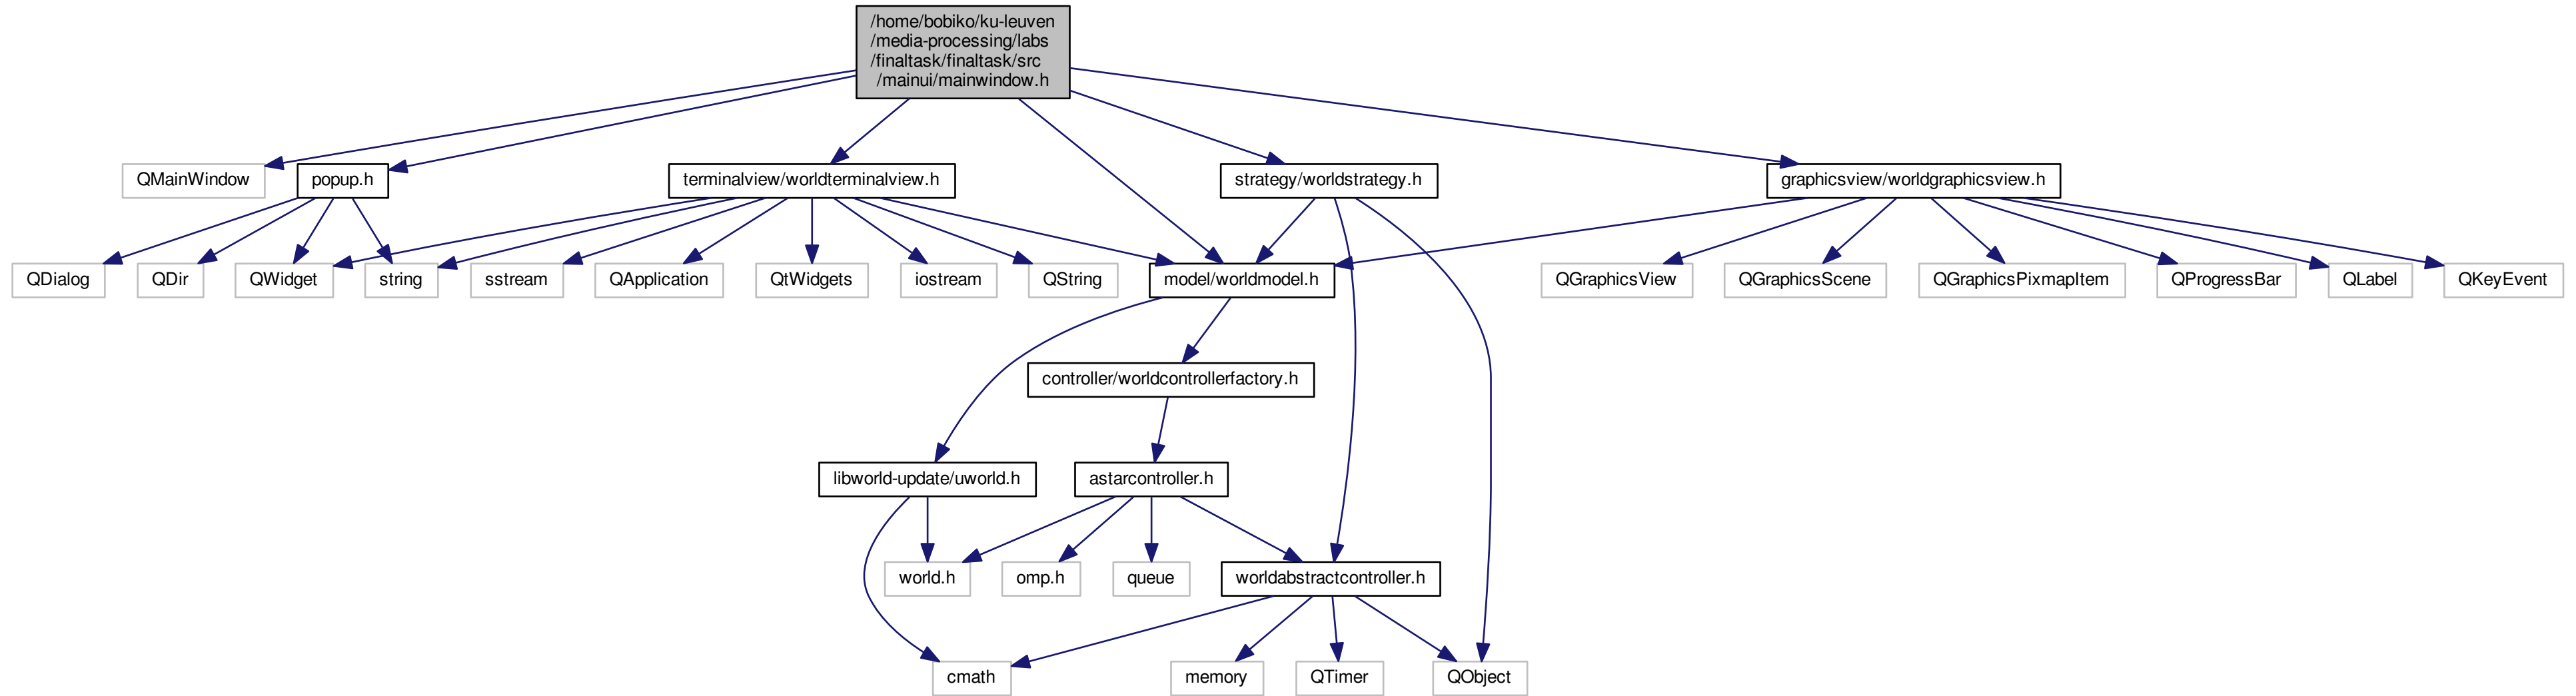 /home/bobiko/ku-leuven
/media-processing/labs
/finaltask/finaltask/src
/mainui/mainwindow.h
QMainWindow
popup.h
terminalview/worldterminalview.h
strategy/worldstrategy.h
graphicsview/worldgraphicsview.h
QDialog
QDir
QWidget
string
sstream
QApplication
QtWidgets
iostream
QString
model/worldmodel.h
QGraphicsView
QGraphicsScene
QGraphicsPixmapItem
QProgressBar
QLabel
QKeyEvent
controller/worldcontrollerfactory.h
libworld-update/uworld.h
astarcontroller.h
world.h
omp.h
queue
worldabstractcontroller.h
cmath
memory
QTimer
QObject